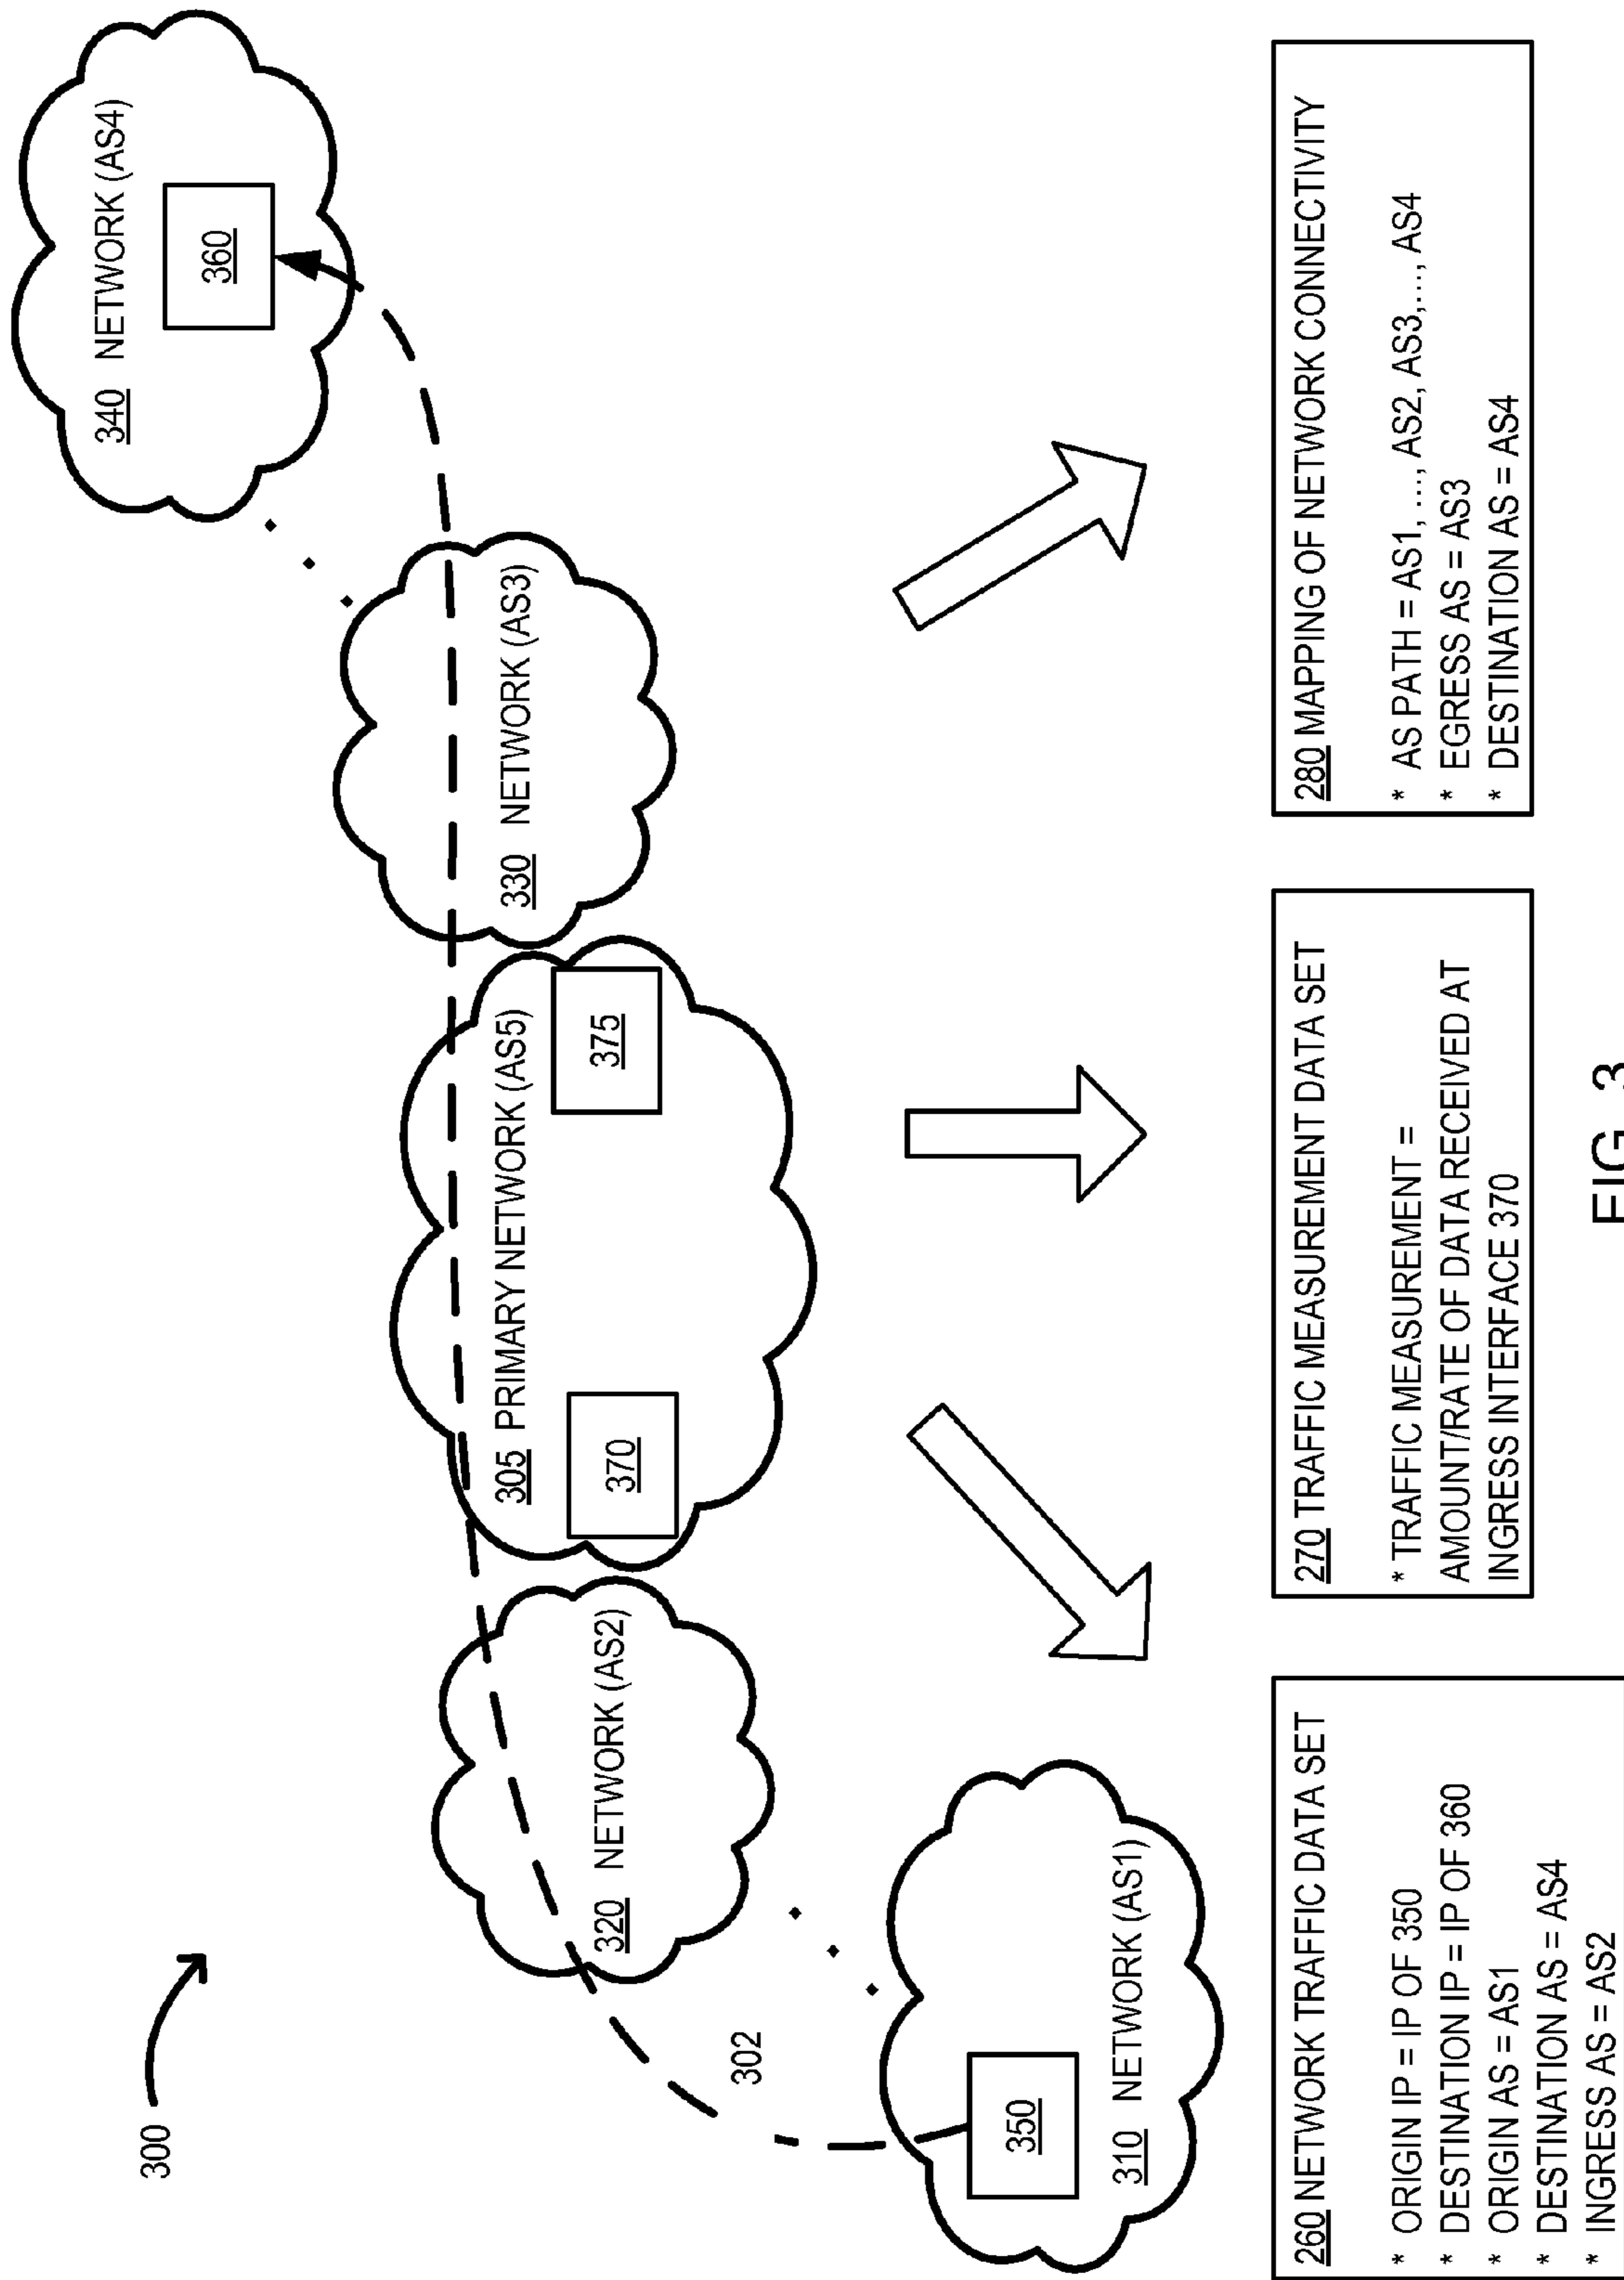 300
302
340 NETWORK (AS4)
360
330 NETWORK (AS3)
305 PRIMARY NETWORK (AS5)
370
375
320 NETWORK (AS2)
350
310 NETWORK (AS1)
260 NETWORK TRAFFIC DATA SET
* ORIGIN IP = IP OF 350
* DESTINATION IP = IP OF 360
* ORIGIN AS = AS1
* DESTINATION AS = AS4
* INGRESS AS = AS2
270 TRAFFIC MEASUREMENT DATA SET
* TRAFFIC MEASUREMENT =
AMOUNT/RATE OF DATA RECEIVED AT
INGRESS INTERFACE 370
280 MAPPING OF NETWORK CONNECTIVITY
* AS PATH = AS1, ..., AS2, AS3,..., AS4
* EGRESS AS = AS3
* DESTINATION AS = AS4
FIG. 3